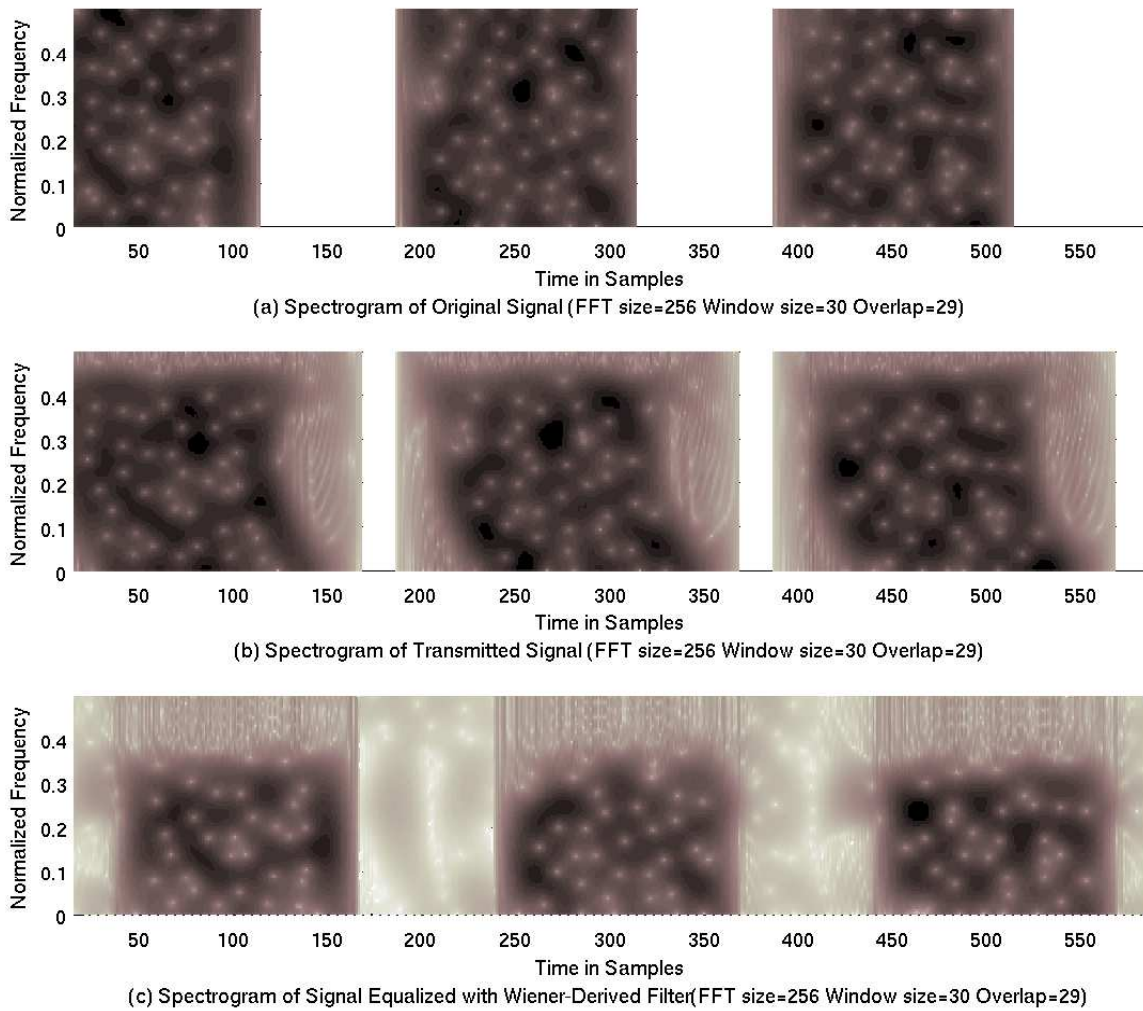 Normalized Frequency
0.4
0.3
0.2
0.1
0
50 100 150 200 250 300 350 400 450 500 550
Time in Samples
(a) Spectrogram of Original Signal (FFT size=256 Window size=30 Overlap=29)
Normalized Frequency
0.4
0.3
0.2
0.1
0
50 100 150 200 250 300 350 400 450 500 550
Time in Samples
(b) Spectrogram of Transmitted Signal (FFT size=256 Window size=30 Overlap=29)
Normalized Frequency
0.4
0.3
0.2
0.1
0
50 100 150 200 250 300 350 400 450 500 550
Time in Samples
(c) Spectrogram of Signal Equalized with Wiener-Derived Filter(FFT size=256 Window size=30 Overlap=29)